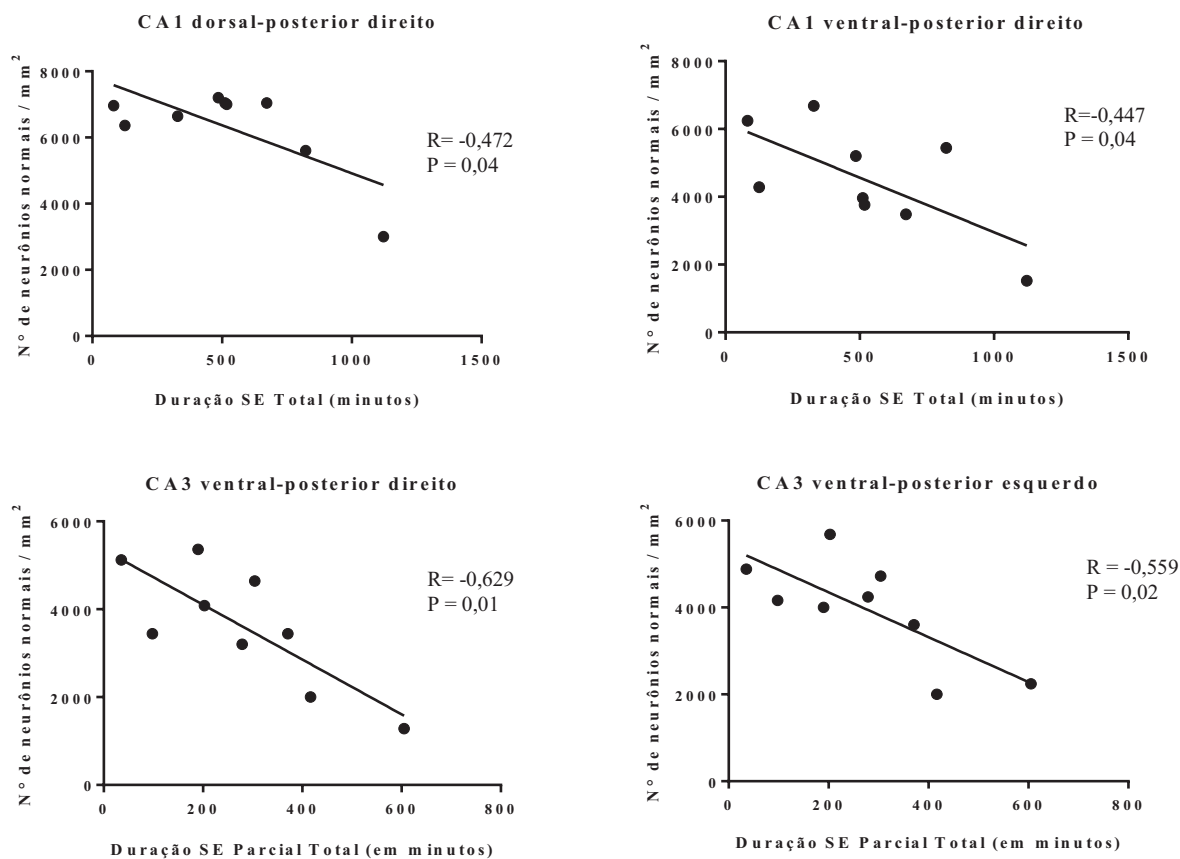 CA1 dorsal-posterior direito
N° de neurônios normais / mm²
8000
6000
4000
2000
0
R= -0,472
P = 0,04
0 500 1000 1500
Duração SE Total (minutos)
CA1 ventral-posterior direito
N° de neurônios normais / mm²
8000
6000
4000
2000
0
R=-0,447
P = 0,04
0 500 1000 1500
Duração SE Total (minutos)
CA3 ventral-posterior direito
N° de neurônios normais / mm²
6000
4000
2000
0
R= -0,629
P = 0,01
0 200 400 600 800
Duração SE Parcial Total (em minutos)
CA3 ventral-posterior esquerdo
N° de neurônios normais / mm²
6000
4000
2000
0
R = -0,559
P = 0,02
0 200 400 600 800
Duração SE Parcial Total (em minutos)